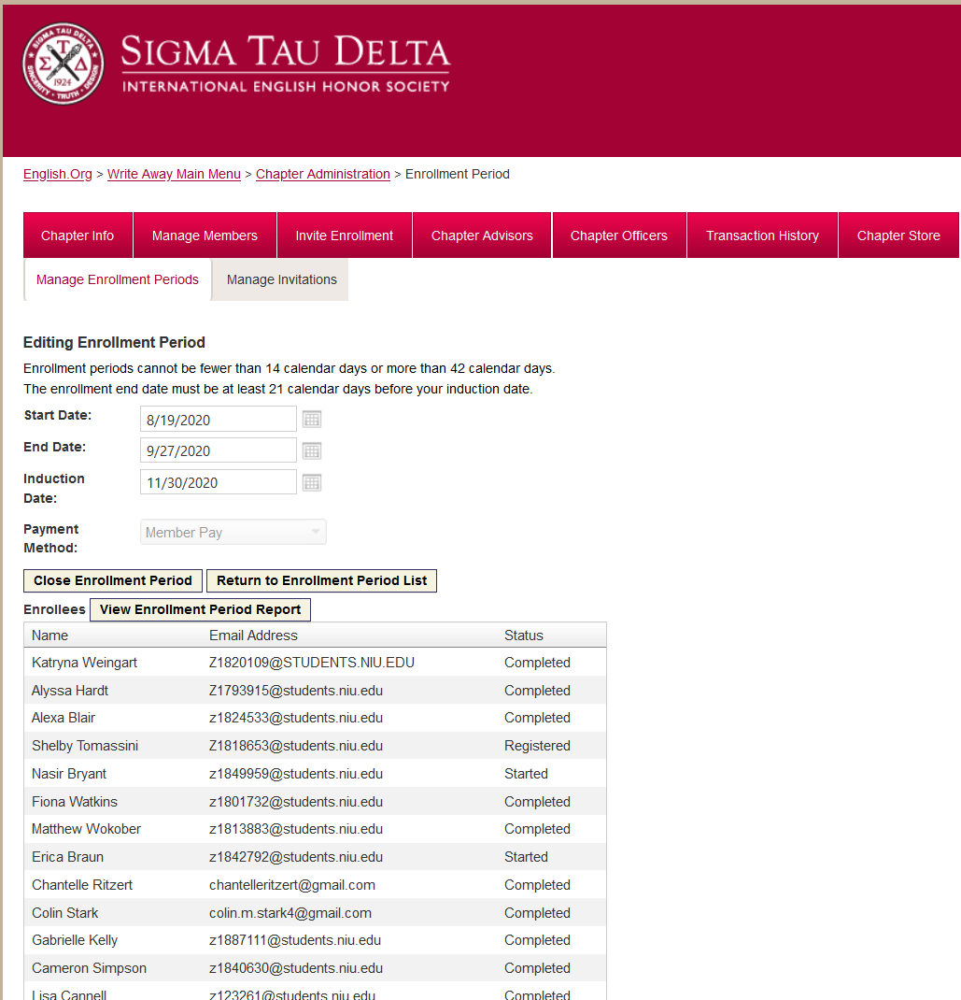 SIGMA TAU DELTA
SINCERITY • TRUTH • DESIGN
Τ
Σ Δ
1924
SIGMA TAU DELTA
INTERNATIONAL ENGLISH HONOR SOCIETY
English.Org > Write Away Main Menu > Chapter Administration > Enrollment Period
Chapter Info Manage Members Invite Enrollment Chapter Advisors Chapter Officers Transaction History Chapter Store
Manage Enrollment Periods Manage Invitations
Editing Enrollment Period
Enrollment periods cannot be fewer than 14 calendar days or more than 42 calendar days.
The enrollment end date must be at least 21 calendar days before your induction date.
Start Date: 8/19/2020
End Date: 9/27/2020
Induction Date: 11/30/2020
Payment Method: Member Pay
Close Enrollment Period Return to Enrollment Period List
Enrollees View Enrollment Period Report
Name Email Address Status
Katryna Weingart Z1820109@STUDENTS.NIU.EDU Completed
Alyssa Hardt Z1793915@students.niu.edu Completed
Alexa Blair z1824533@students.niu.edu Completed
Shelby Tomassini Z1818653@students.niu.edu Registered
Nasir Bryant z1849959@students.niu.edu Started
Fiona Watkins z1801732@students.niu.edu Completed
Matthew Wokober z1813883@students.niu.edu Completed
Erica Braun z1842792@students.niu.edu Started
Chantelle Ritzert chantelleritzert@gmail.com Completed
Colin Stark colin.m.stark4@gmail.com Completed
Gabrielle Kelly z1887111@students.niu.edu Completed
Cameron Simpson z1840630@students.niu.edu Completed
Lisa Cannell z123261@students.niu.edu Completed